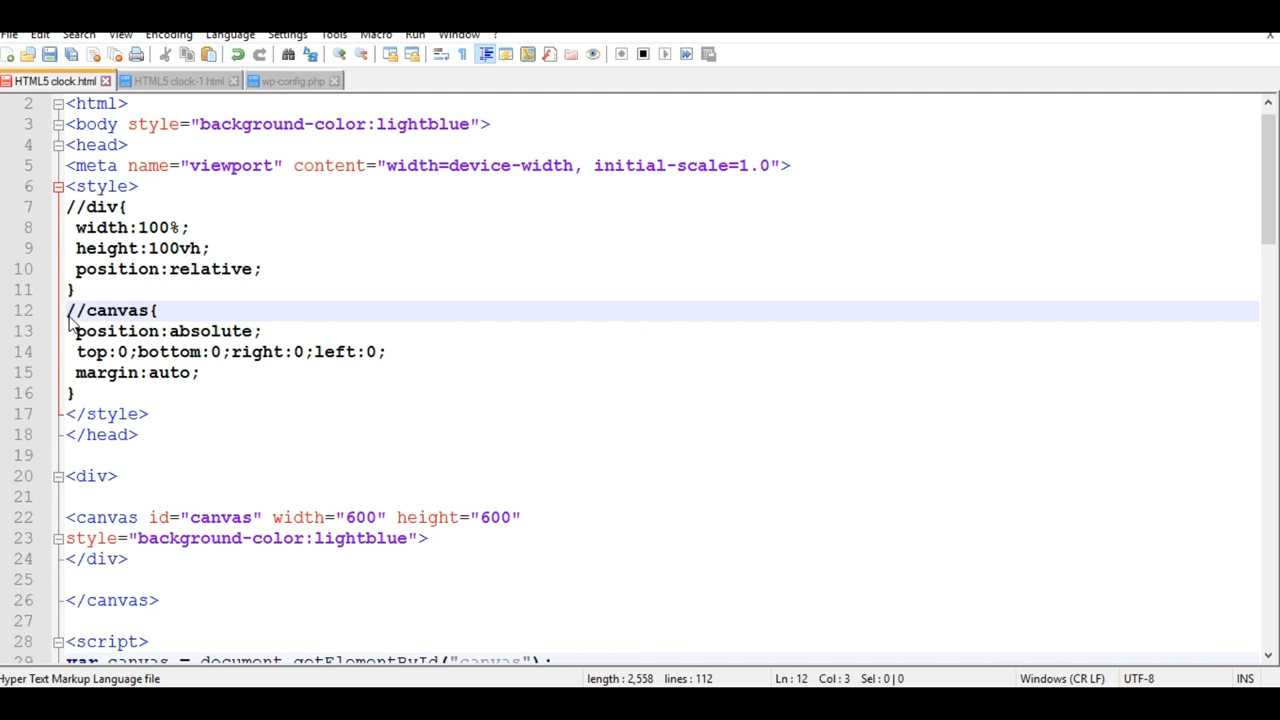 File Edit Search View Encoding Language Settings Tools Macro Run Window ? X
HTML5 clock.html HTML5 clock-1.html wp-config.php
2 <html>
3 <body style="background-color:lightblue">
4 <head>
5 <meta name="viewport" content="width=device-width, initial-scale=1.0">
6 <style>
7 //div{
8 width:100%;
9 height:100vh;
10 position:relative;
11 }
12 //canvas{
13 position:absolute;
14 top:0;bottom:0;right:0;left:0;
15 margin:auto;
16 }
17 </style>
18 </head>
19
20 <div>
21
22 <canvas id="canvas" width="600" height="600"
23 style="background-color:lightblue">
24 </div>
25
26 </canvas>
27
28 <script>
29 var canvas = document.getElementById("canvas");
Hyper Text Markup Language file length : 2,558 lines : 112 Ln : 12 Col : 3 Sel : 0 | 0 Windows (CR LF) UTF-8 INS